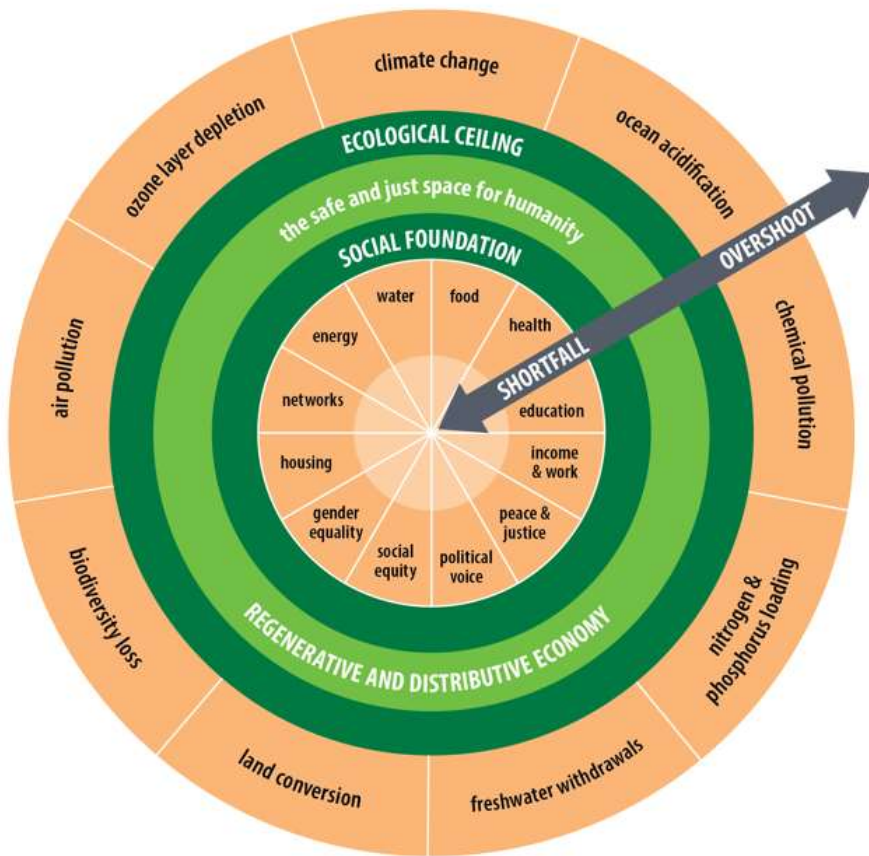 climate change
ocean acidification
chemical pollution
nitrogen &
phosphorus loading
freshwater withdrawals
land conversion
biodiversity loss
air pollution
ozone layer depletion
ECOLOGICAL CEILING
the safe and just space for humanity
SOCIAL FOUNDATION
OVERSHOOT
SHORTFALL
water
food
health
education
income
& work
peace &
justice
political
voice
social
equity
gender
equality
housing
networks
energy
REGENERATIVE AND DISTRIBUTIVE ECONOMY